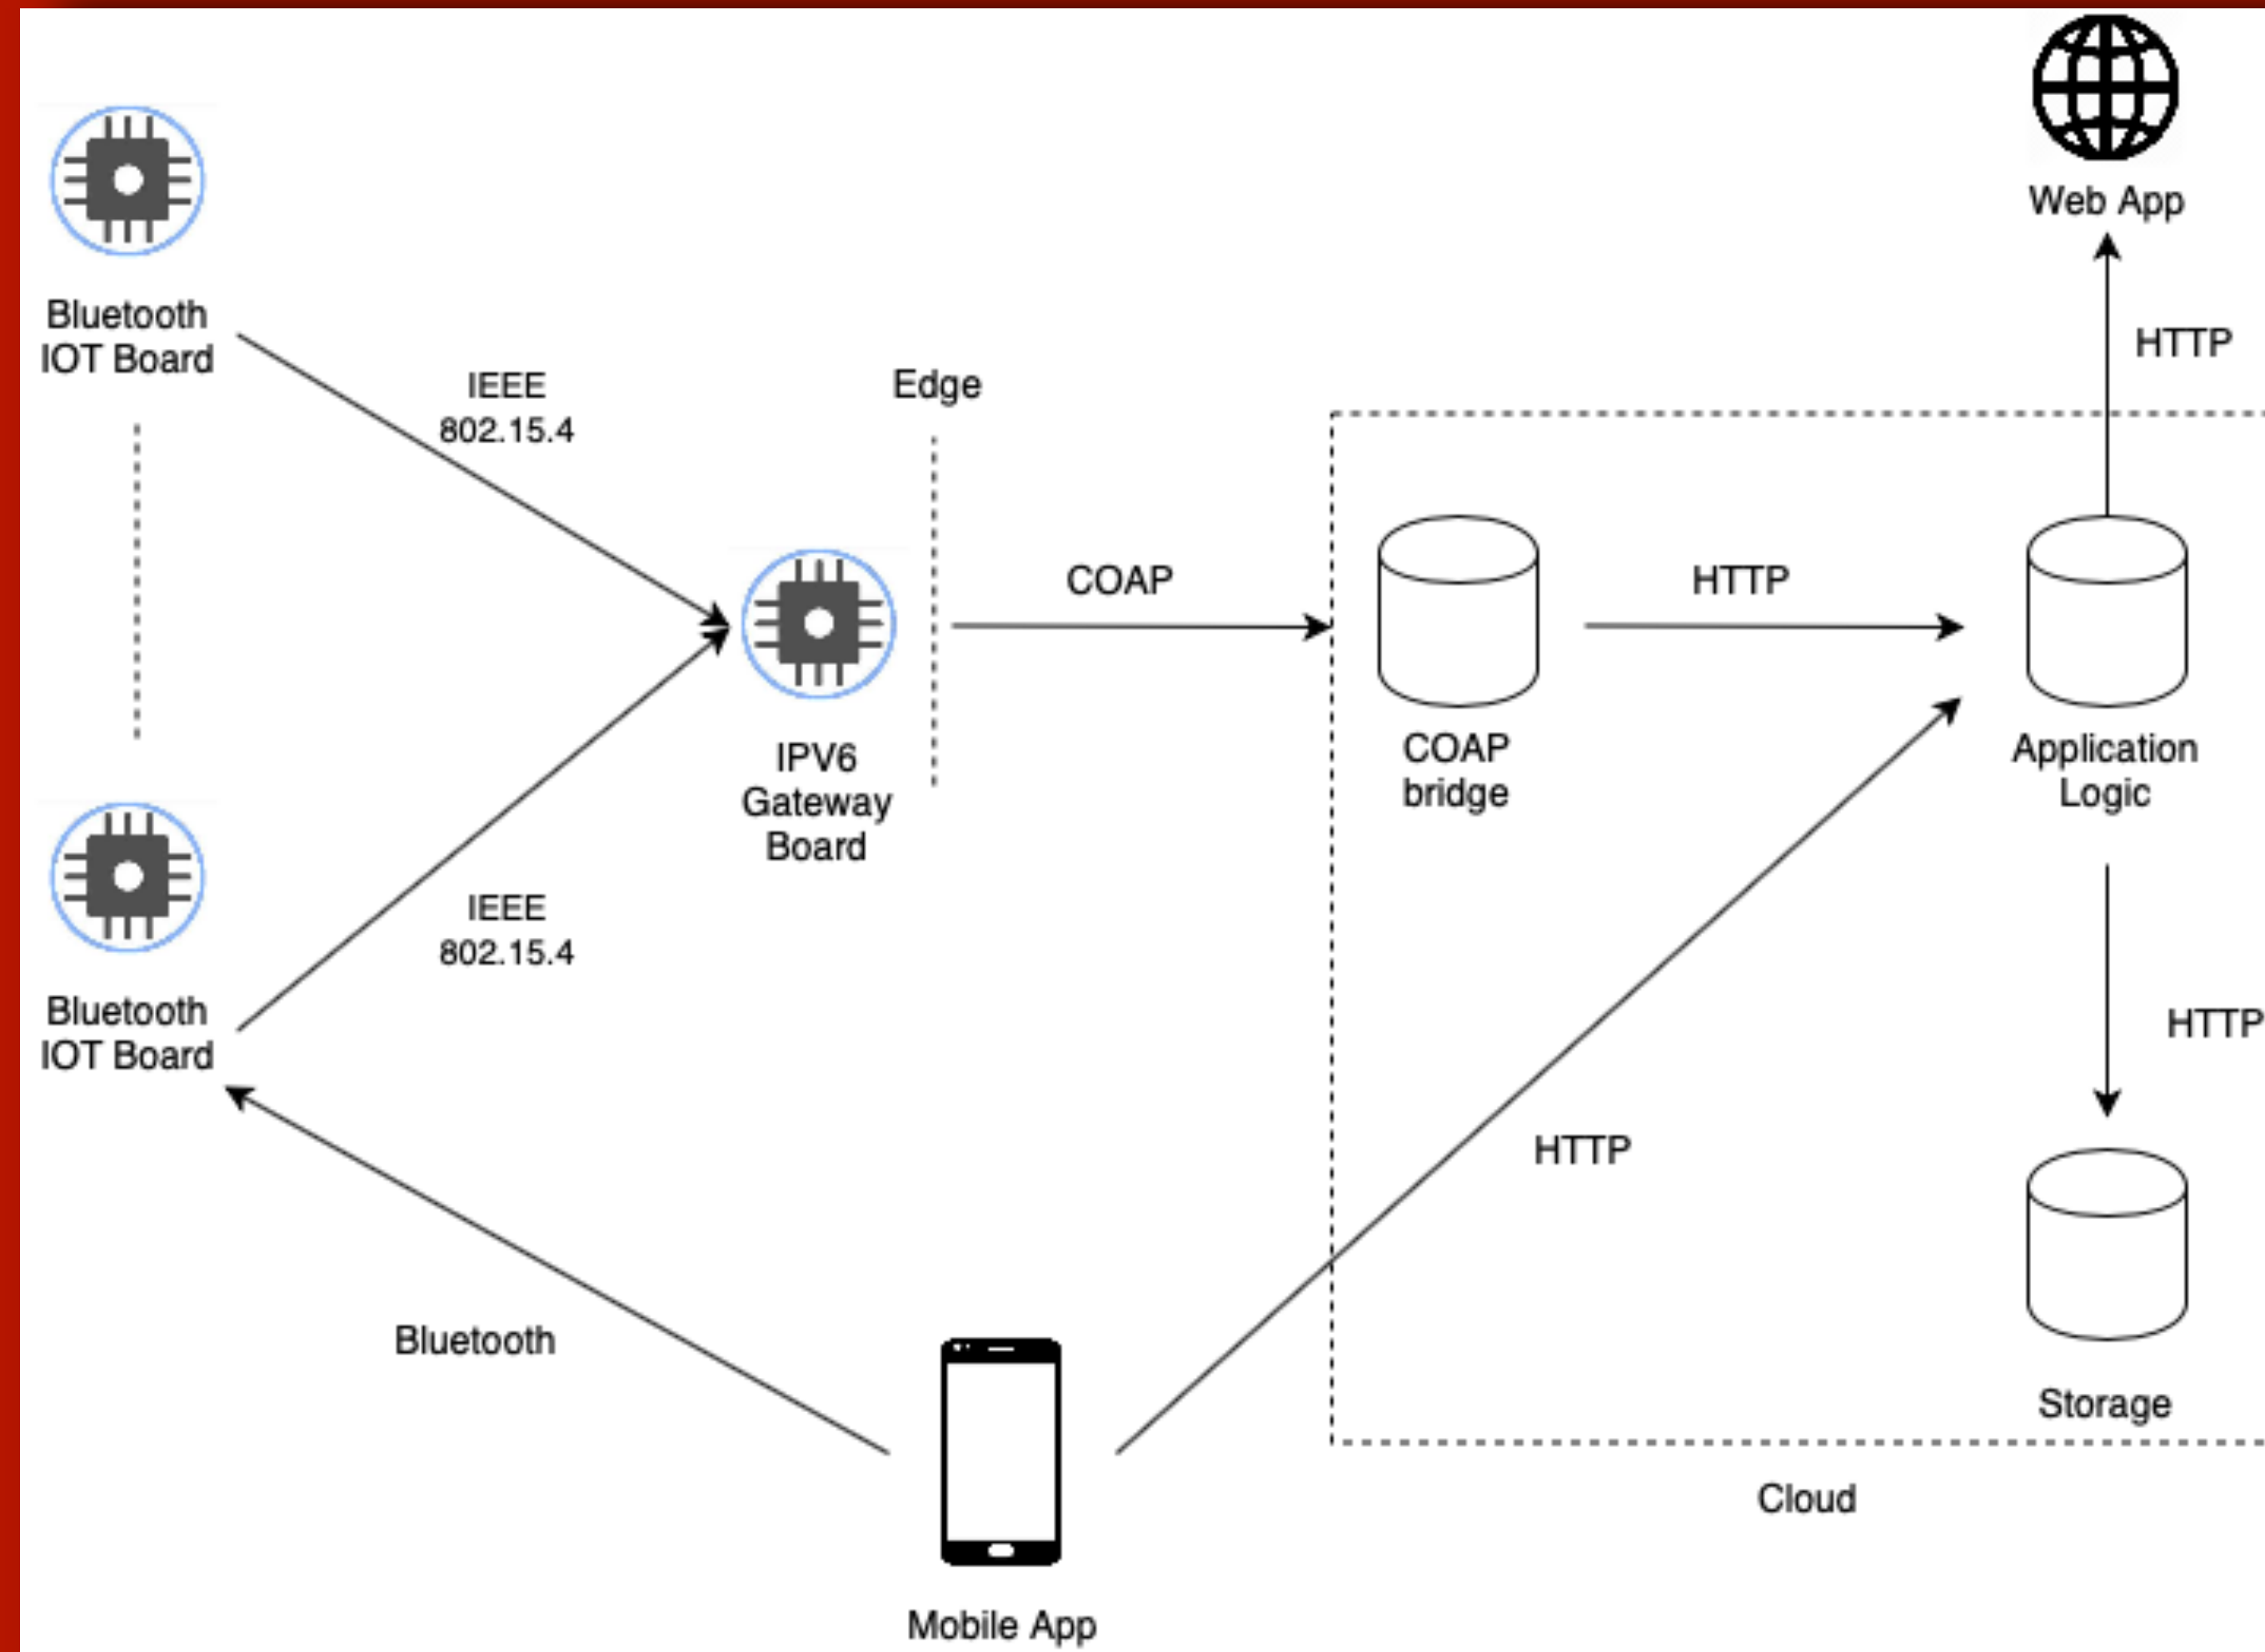 Web App
HTTP
Bluetooth
IOT Board
IEEE
802.15.4
Edge
COAP
HTTP
COAP
bridge
Application
Logic
IPV6
Gateway
Board
IEEE
802.15.4
Bluetooth
IOT Board
HTTP
HTTP
Bluetooth
Storage
Cloud
Mobile App